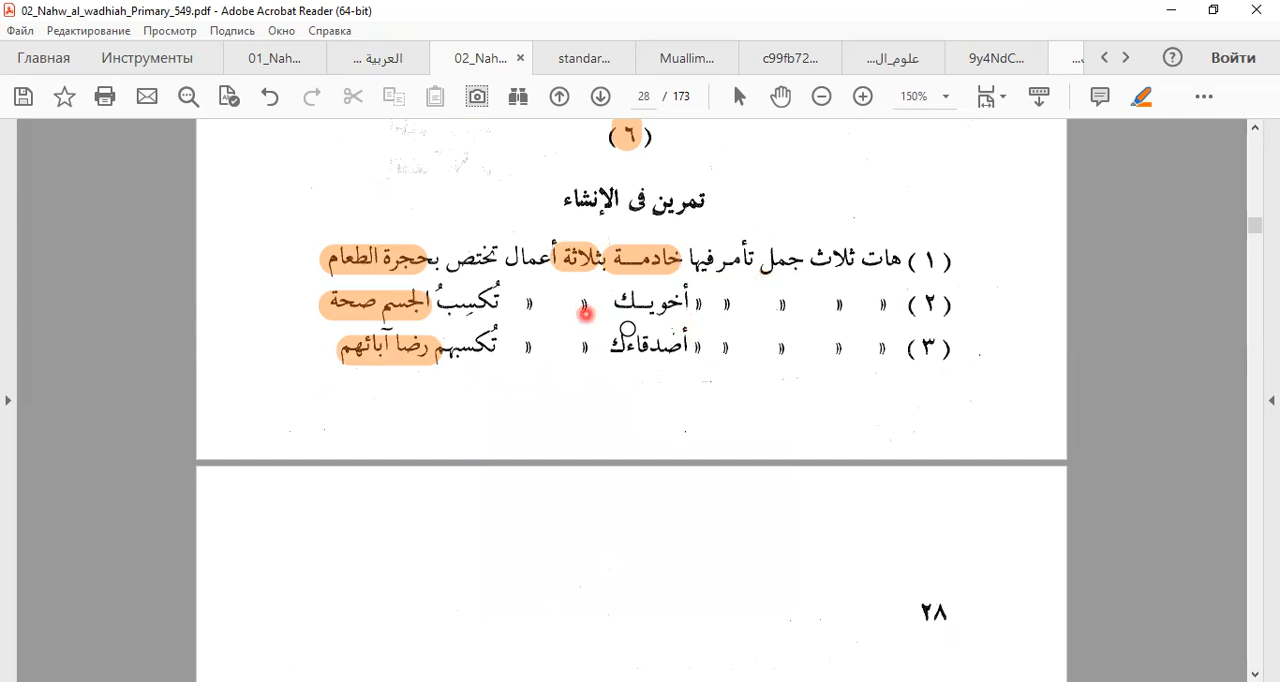 02_Nahw_al_wadhiah_Primary_549.pdf - Adobe Acrobat Reader (64-bit)
Файл Редактирование Просмотр Подпись Окно Справка
Главная Инструменты 01_Nah... العربية ... 02_Nah... × standar... Muallim... c99fb72... علوم_ال... 9y4NdC... Войти
28 / 173 150%
( ٦ )
تمرين فى الإنشاء
( ١ ) هات ثلاث جمل تأمر فيها خادمة بثلاثة أعمال تختص بحجرة الطعام
( ٢ ) » » » » » أخويك » » تُكسِبُ الجسم صحة
( ٣ ) » » » » » أصدقاءك » » تُكسبهم رضا آبائهم
٢٨